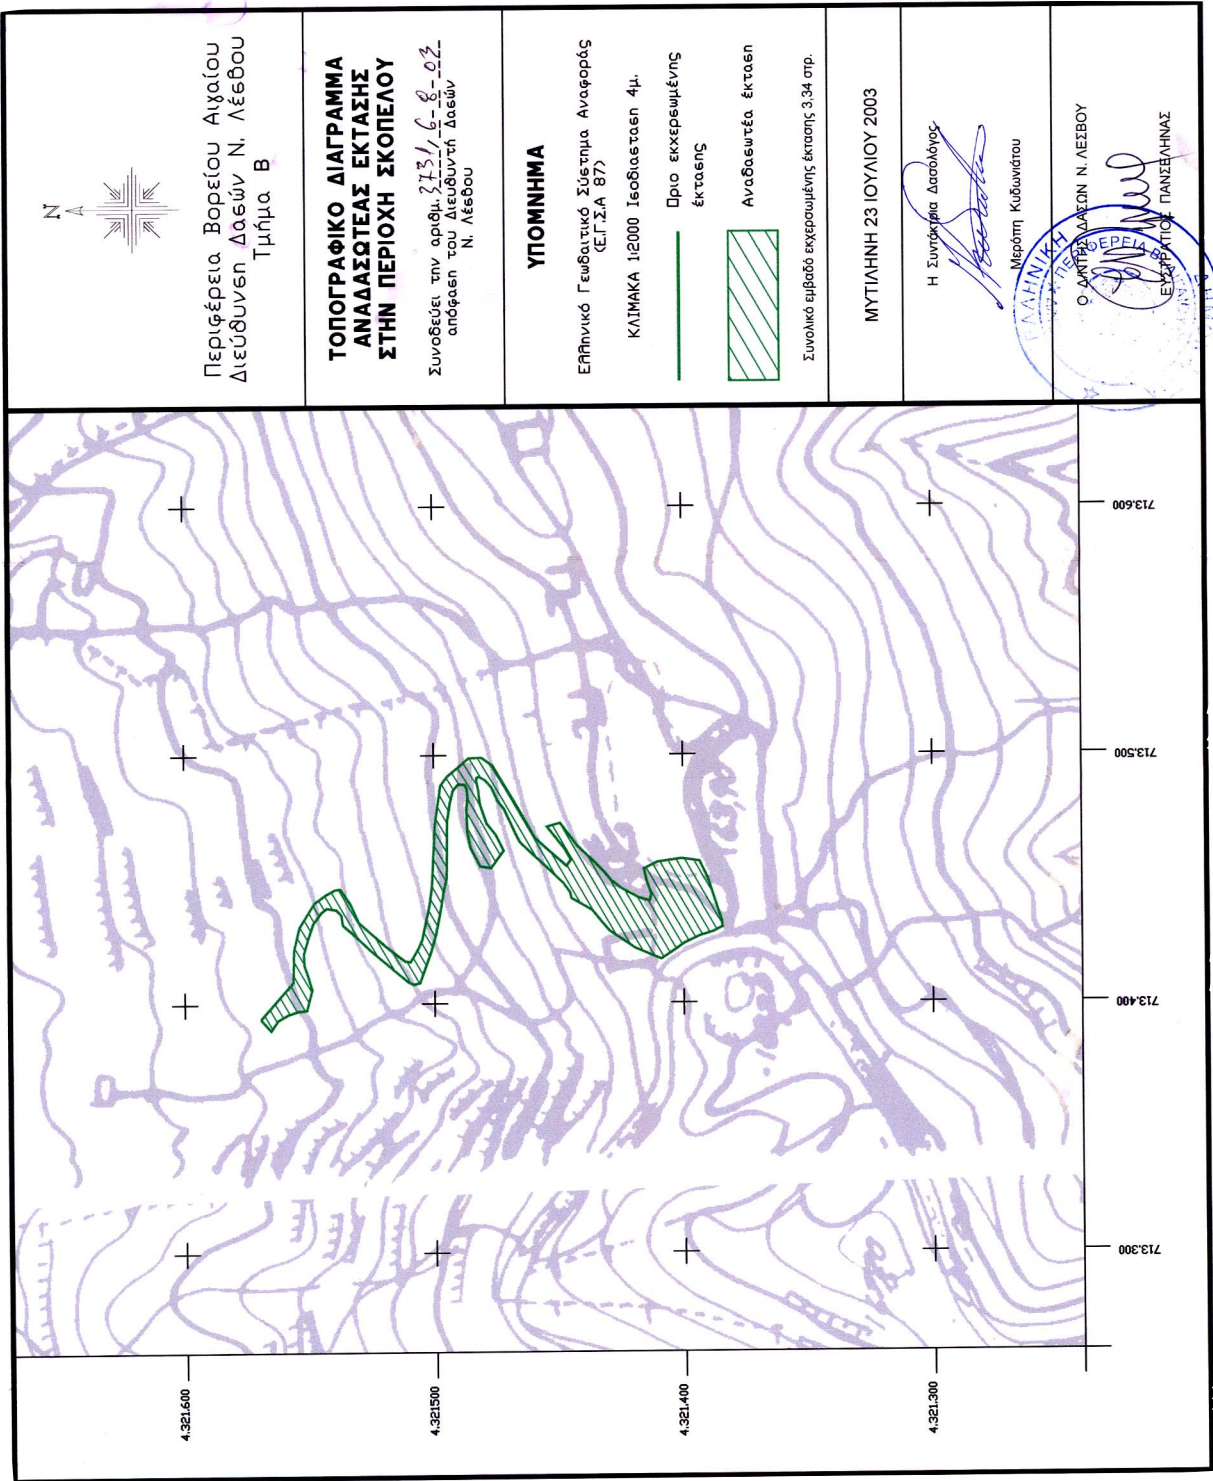 N
Περιφέρεια Βορείου Αιγαίου
Διεύθυνση Δασών Ν. Λέσβου
Τμήμα Β
ΤΟΠΟΓΡΑΦΙΚΟ ΔΙΑΓΡΑΜΜΑ
ΑΝΑΔΑΣΩΤΕΑΣ ΕΚΤΑΣΗΣ
ΣΤΗΝ ΠΕΡΙΟΧΗ ΣΚΟΠΕΛΟΥ
Συνοδεύει την αριθμ. 3731/6-8-03
απόφαση του Διευθυντή Δασών
Ν. Λέσβου
ΥΠΟΜΝΗΜΑ
Ελληνικό Γεωδαιτικό Σύστημα Αναφοράς
(Ε.Γ.Σ.Α 87)
ΚΛΙΜΑΚΑ 1:2000 Ισοδιάσταση 4μ.
Όριο εκχερσωμένης
έκτασης
Αναδασωτέα έκταση
Συνολικό εμβαδό εκχερσωμένης έκτασης 3,34 στρ.
ΜΥΤΙΛΗΝΗ 23 ΙΟΥΛΙΟΥ 2003
Η Συντάκτρια Δασολόγος
Μερόπη Κυδωνιάτου
Ο Δ/ΝΤΗΣ ΔΑΣΩΝ Ν. ΛΕΣΒΟΥ
ΕΥΣΤΡΑΤΙΟΣ ΠΑΝΣΕΛΗΝΑΣ
ΕΛΛΗΝΙΚΗ
ΠΕΡΙΦΕΡΕΙΑ Β.
713.600
713.500
713.400
713.300
4.321.600
4.321500
4.321.400
4.321.300